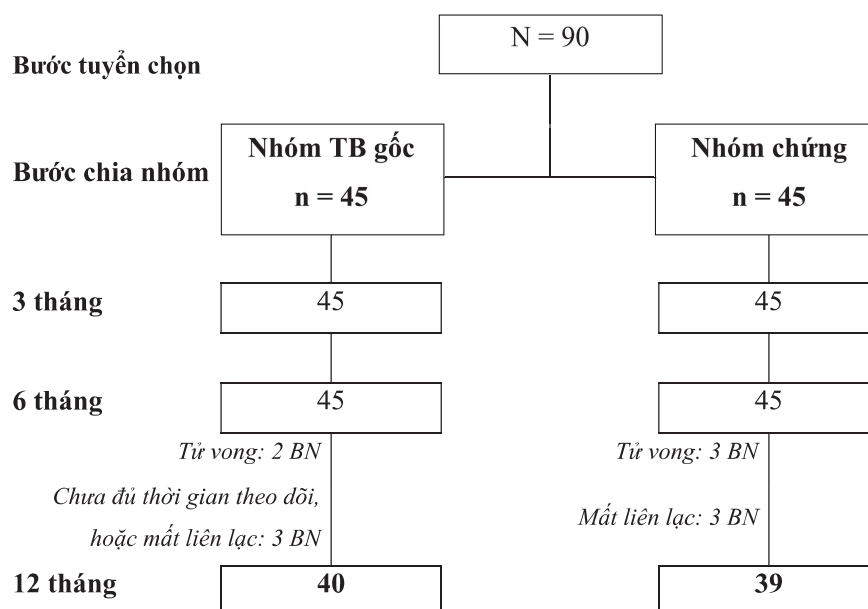 N = 90
Bước tuyển chọn
Bước chia nhóm
Nhóm TB gốc
n = 45
Nhóm chứng
n = 45
3 tháng
45
45
6 tháng
45
45
Tử vong: 2 BN
Tử vong: 3 BN
Chưa đủ thời gian theo dõi,
hoặc mất liên lạc: 3 BN
Mất liên lạc: 3 BN
12 tháng
40
39